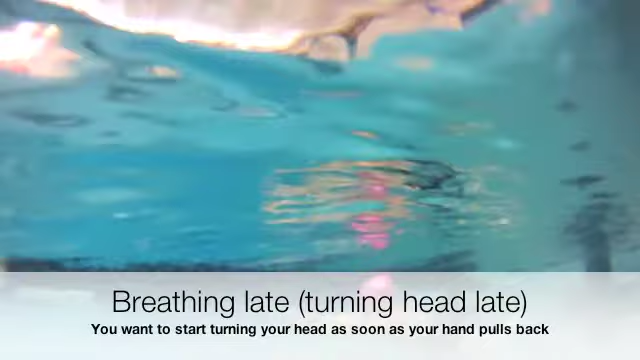 Breathing late (turning head late)
You want to start turning your head as soon as your hand pulls back